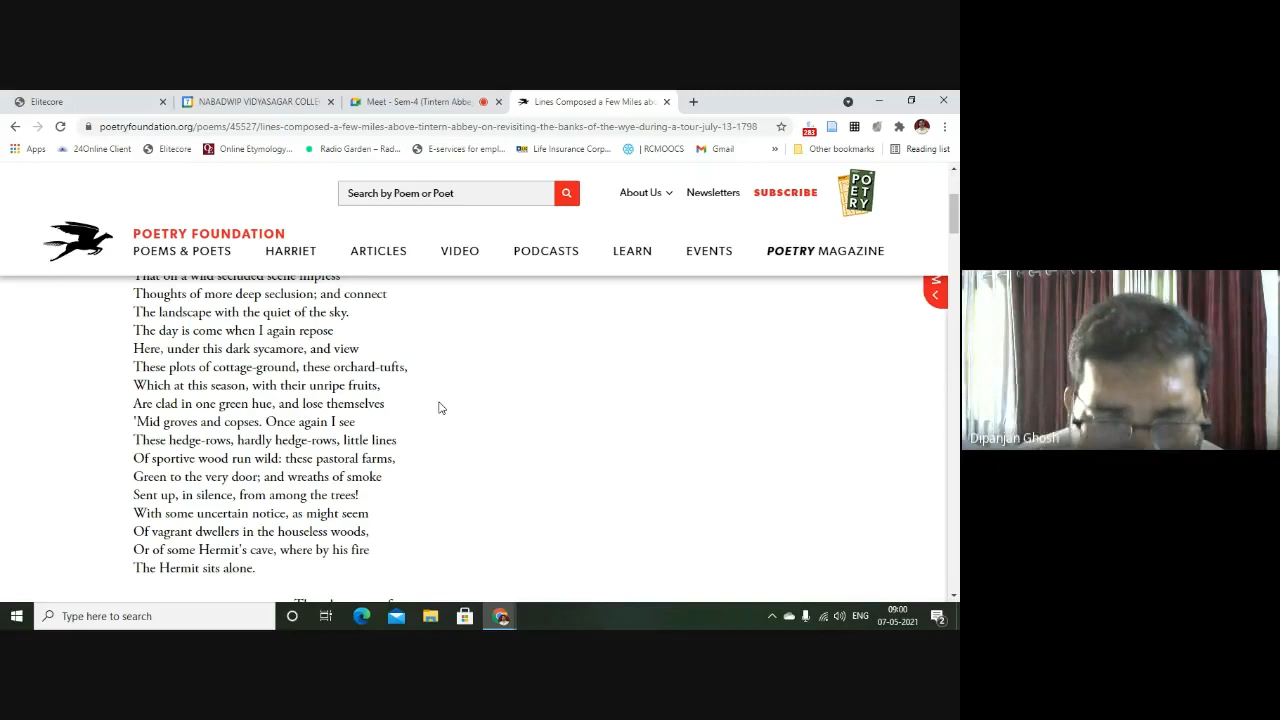 Elitecore
NABADWIP VIDYASAGAR COLLE
Meet - Sem-4 (Tintern Abbe
Lines Composed a Few Miles abo
poetryfoundation.org/poems/45527/lines-composed-a-few-miles-above-tintern-abbey-on-revisiting-the-banks-of-the-wye-during-a-tour-july-13-1798
283
Apps 24Online Client Elitecore Online Etymology... Radio Garden – Rad... E-services for empl... Life Insurance Corp... | RCMOOCS Gmail » Other bookmarks Reading list
Search by Poem or Poet
About Us Newsletters SUBSCRIBE
POETRY
POETRY FOUNDATION
POEMS & POETS HARRIET ARTICLES VIDEO PODCASTS LEARN EVENTS POETRY MAGAZINE
That on a wild secluded scene impress
Thoughts of more deep seclusion; and connect
The landscape with the quiet of the sky.
The day is come when I again repose
Here, under this dark sycamore, and view
These plots of cottage-ground, these orchard-tufts,
Which at this season, with their unripe fruits,
Are clad in one green hue, and lose themselves
'Mid groves and copses. Once again I see
These hedge-rows, hardly hedge-rows, little lines
Of sportive wood run wild: these pastoral farms,
Green to the very door; and wreaths of smoke
Sent up, in silence, from among the trees!
With some uncertain notice, as might seem
Of vagrant dwellers in the houseless woods,
Or of some Hermit's cave, where by his fire
The Hermit sits alone.
Type here to search
ENG
09:00
07-05-2021
2
Dipanjan Ghosh